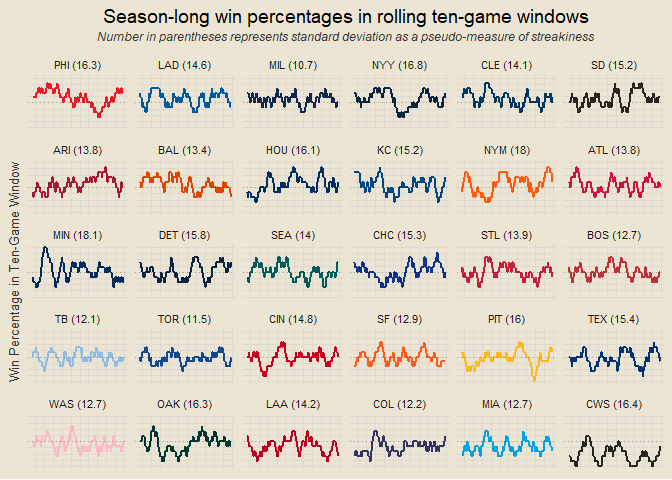 Season-long win percentages in rolling ten-game windows
Number in parentheses represents standard deviation as a pseudo-measure of streakiness
Win Percentage in Ten-Game Window
PHI (16.3) LAD (14.6) MIL (10.7) NYY (16.8) CLE (14.1) SD (15.2)
ARI (13.8) BAL (13.4) HOU (16.1) KC (15.2) NYM (18) ATL (13.8)
MIN (18.1) DET (15.8) SEA (14) CHC (15.3) STL (13.9) BOS (12.7)
TB (12.1) TOR (11.5) CIN (14.8) SF (12.9) PIT (16) TEX (15.4)
WAS (12.7) OAK (16.3) LAA (14.2) COL (12.2) MIA (12.7) CWS (16.4)